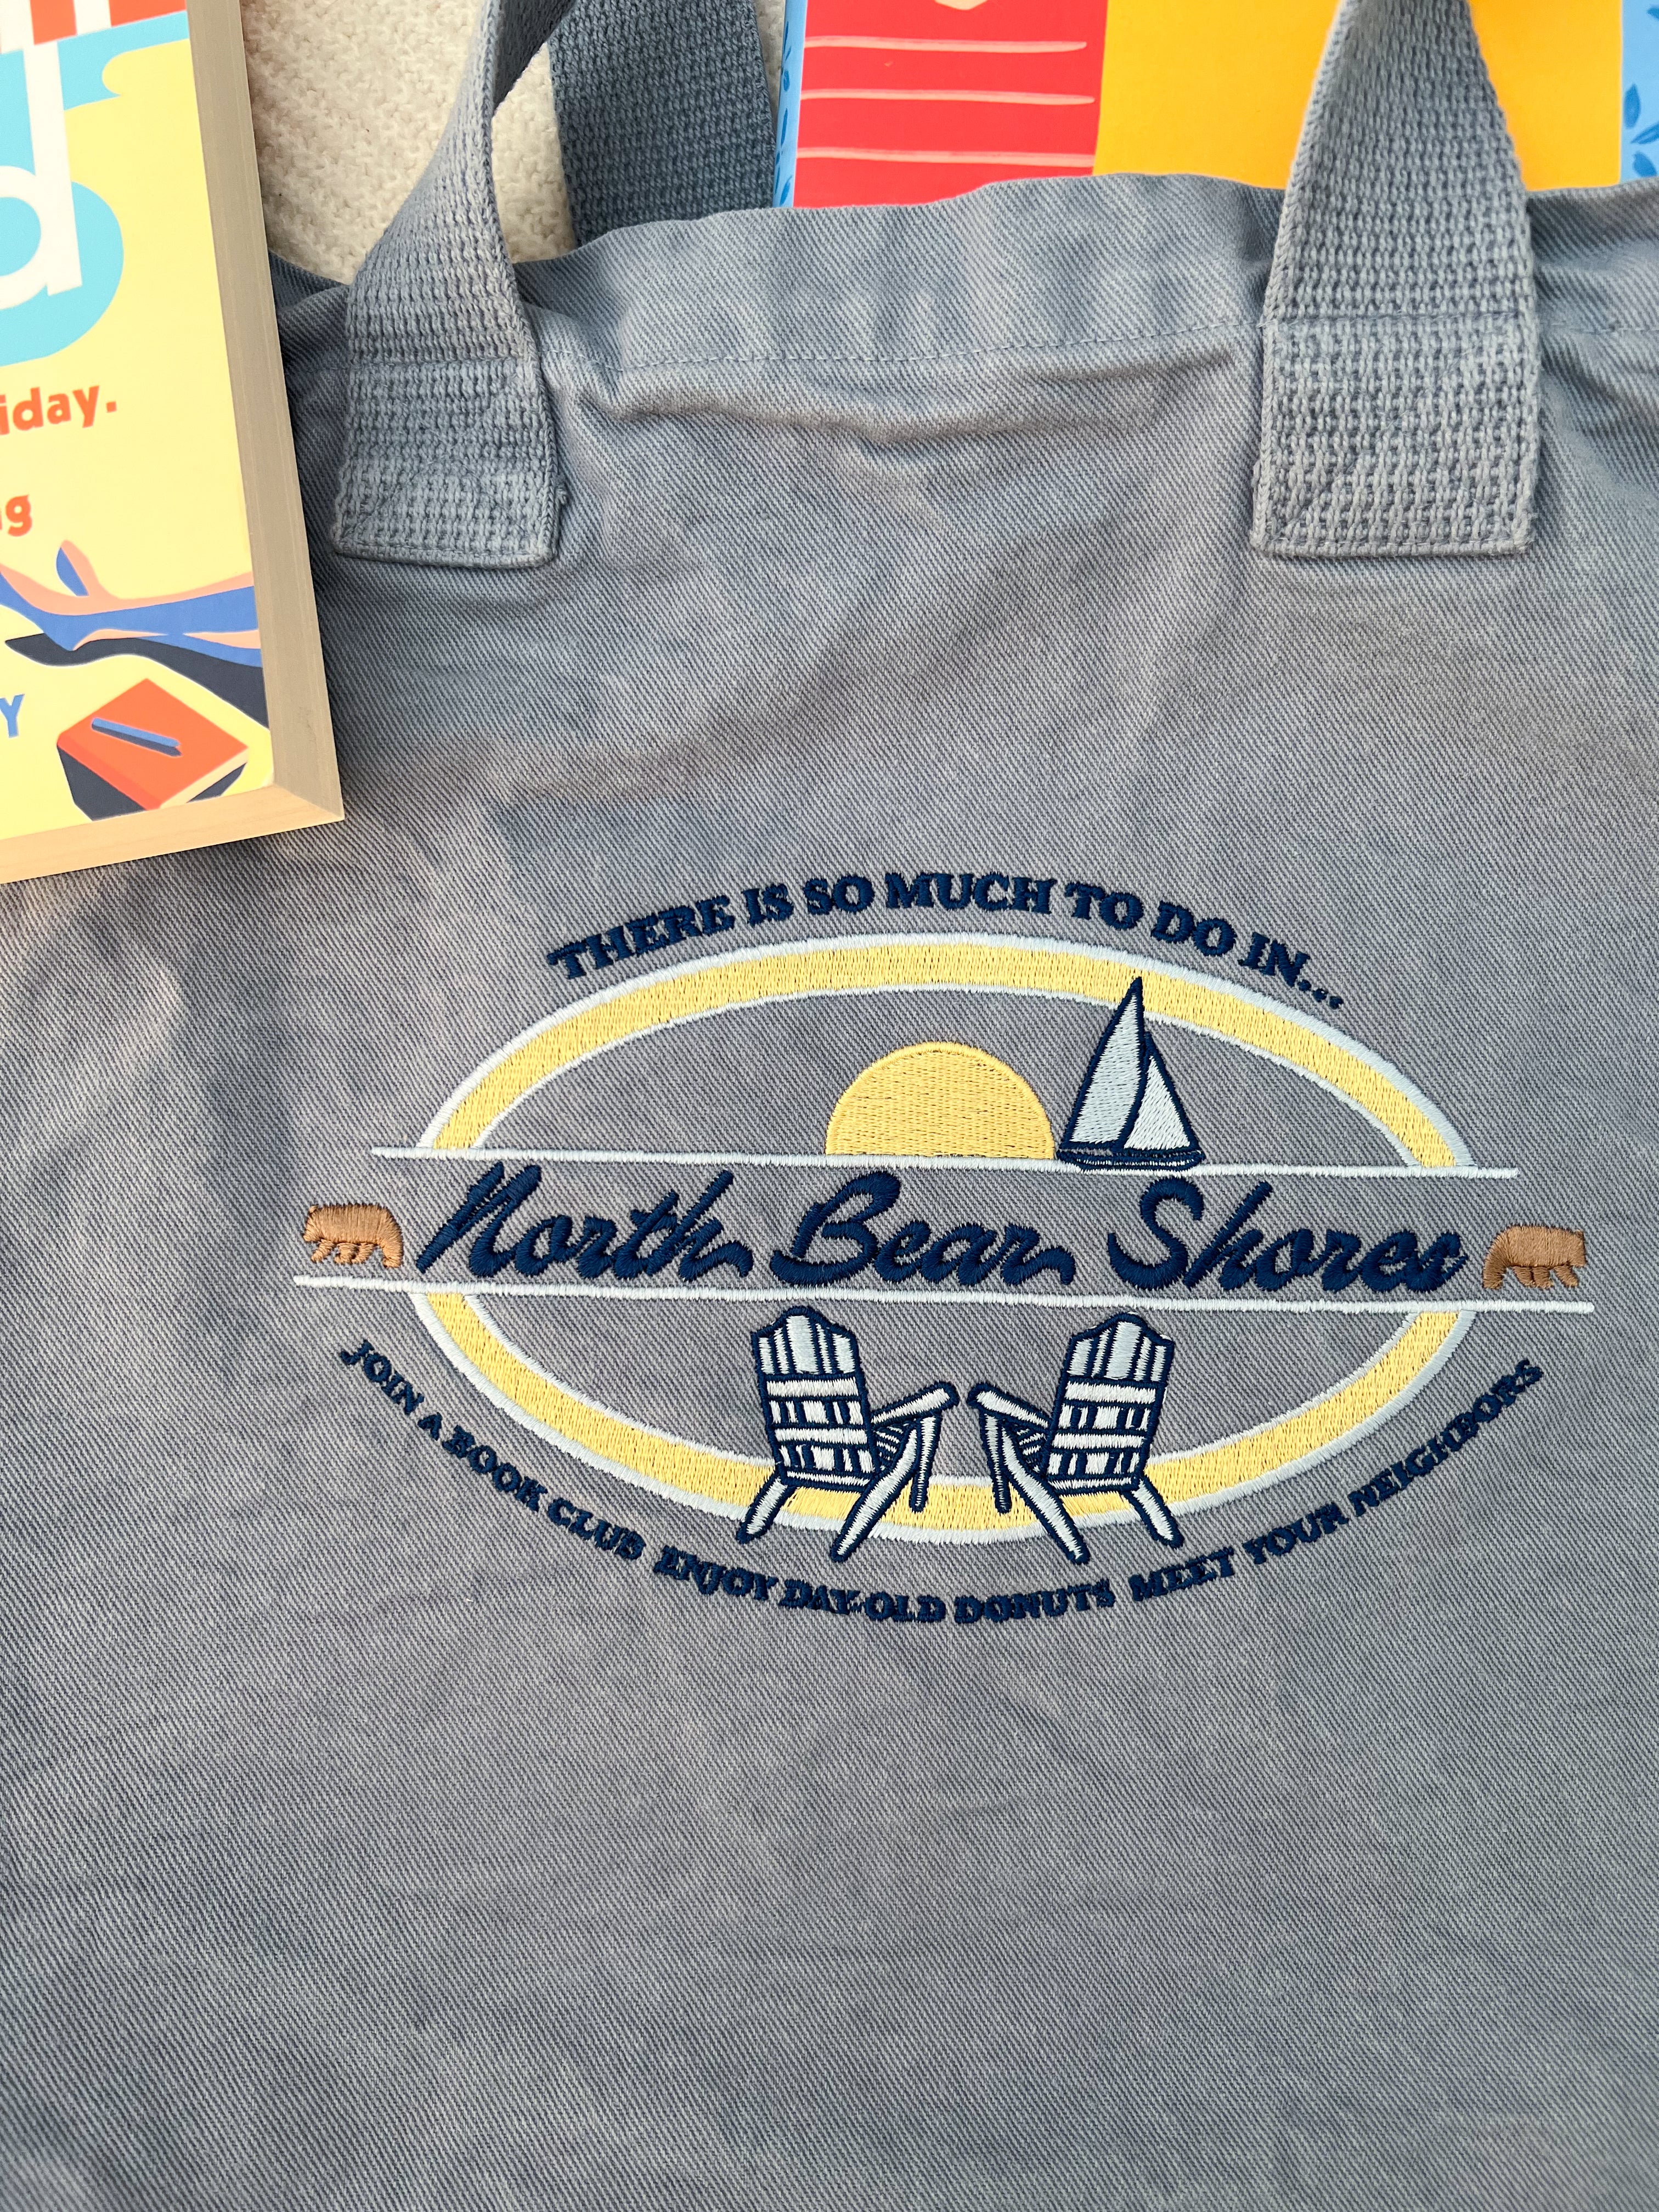 d
iday.
g
Y
THERE IS SO MUCH TO DO IN...
North Bear Shores
JOIN A BOOK CLUB ENJOY DAY-OLD DONUTS MEET YOUR NEIGHBORS